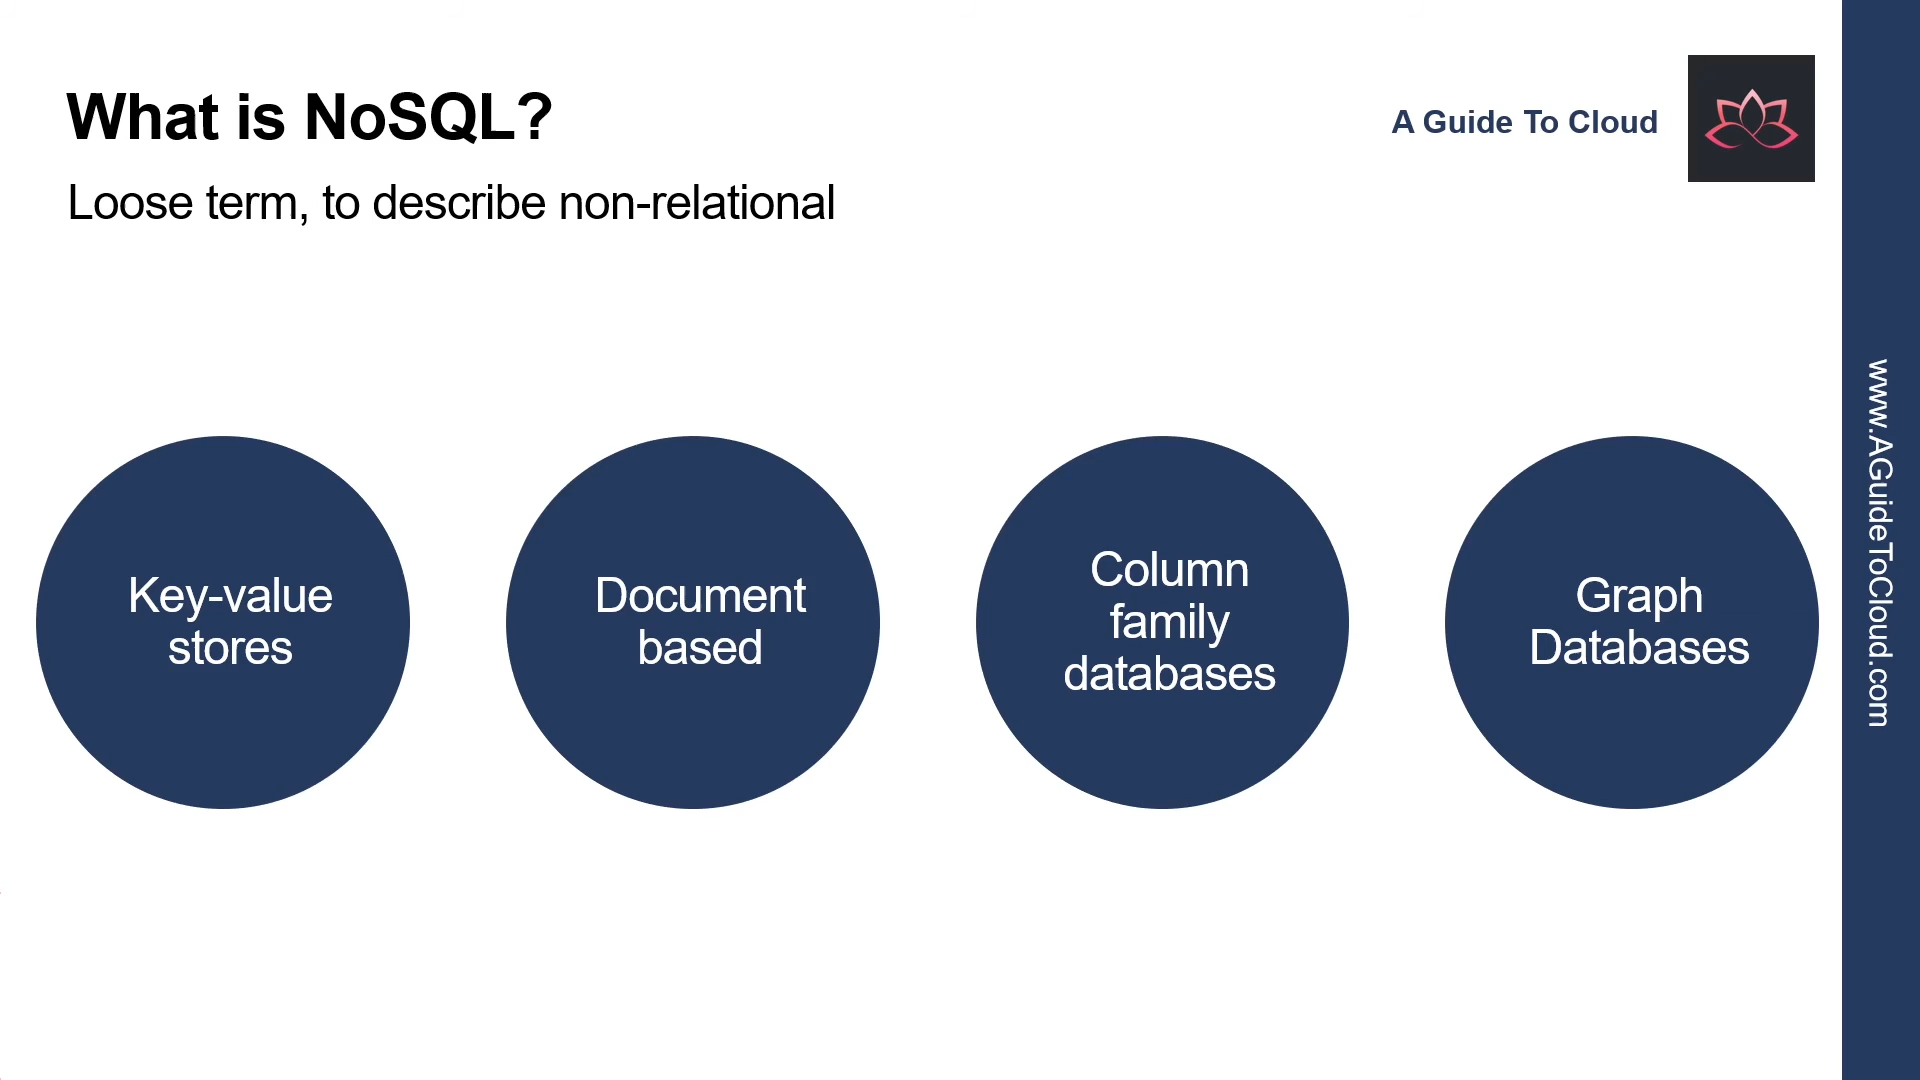 What is NoSQL?
Loose term, to describe non-relational
A Guide To Cloud
Key-value
stores
Document
based
Column
family
databases
Graph
Databases
www.AGuideToCloud.com